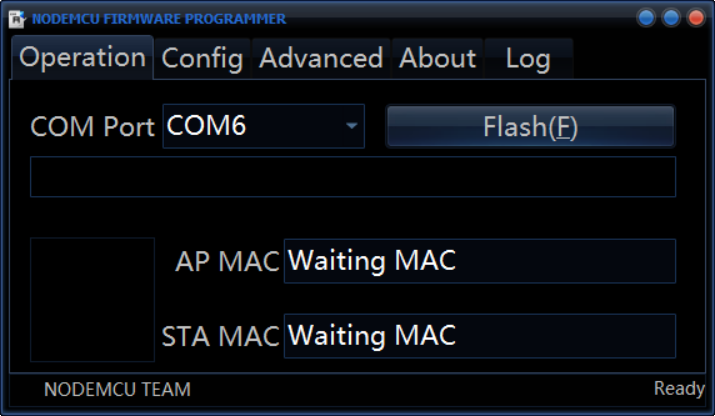 NODEMCU FIRMWARE PROGRAMMER
Operation Config Advanced About Log
COM Port COM6 Flash(F)
AP MAC Waiting MAC
STA MAC Waiting MAC
NODEMCU TEAM Ready